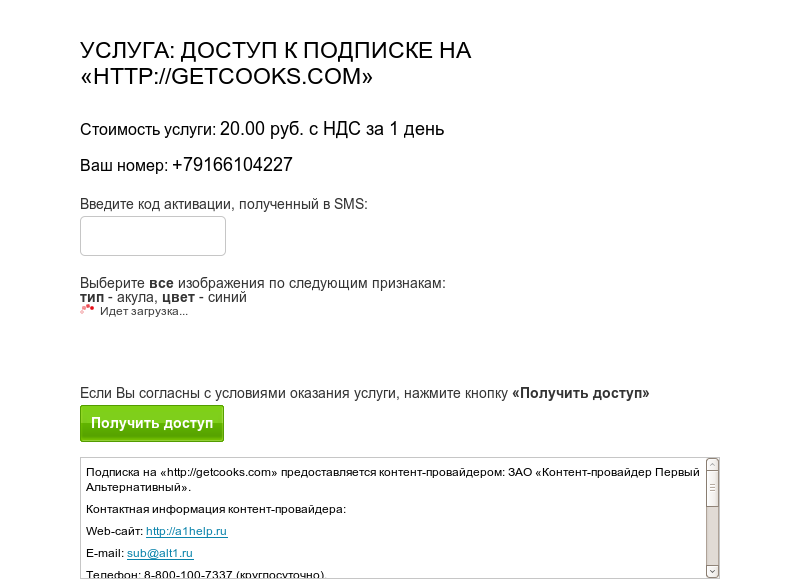 УСЛУГА: ДОСТУП К ПОДПИСКЕ НА
«HTTP://GETCOOKS.COM»
Стоимость услуги: 20.00 руб. с НДС за 1 день
Ваш номер: +79166104227
Введите код активации, полученный в SMS:
Выберите все изображения по следующим признакам:
тип - акула, цвет - синий
Идет загрузка...
Если Вы согласны с условиями оказания услуги, нажмите кнопку «Получить доступ»
Получить доступ
Подписка на «http://getcooks.com» предоставляется контент-провайдером: ЗАО «Контент-провайдер Первый
Альтернативный».
Контактная информация контент-провайдера:
Web-сайт: http://a1help.ru
E-mail: sub@alt1.ru
Телефон: 8-800-100-7337 (круглосуточно)